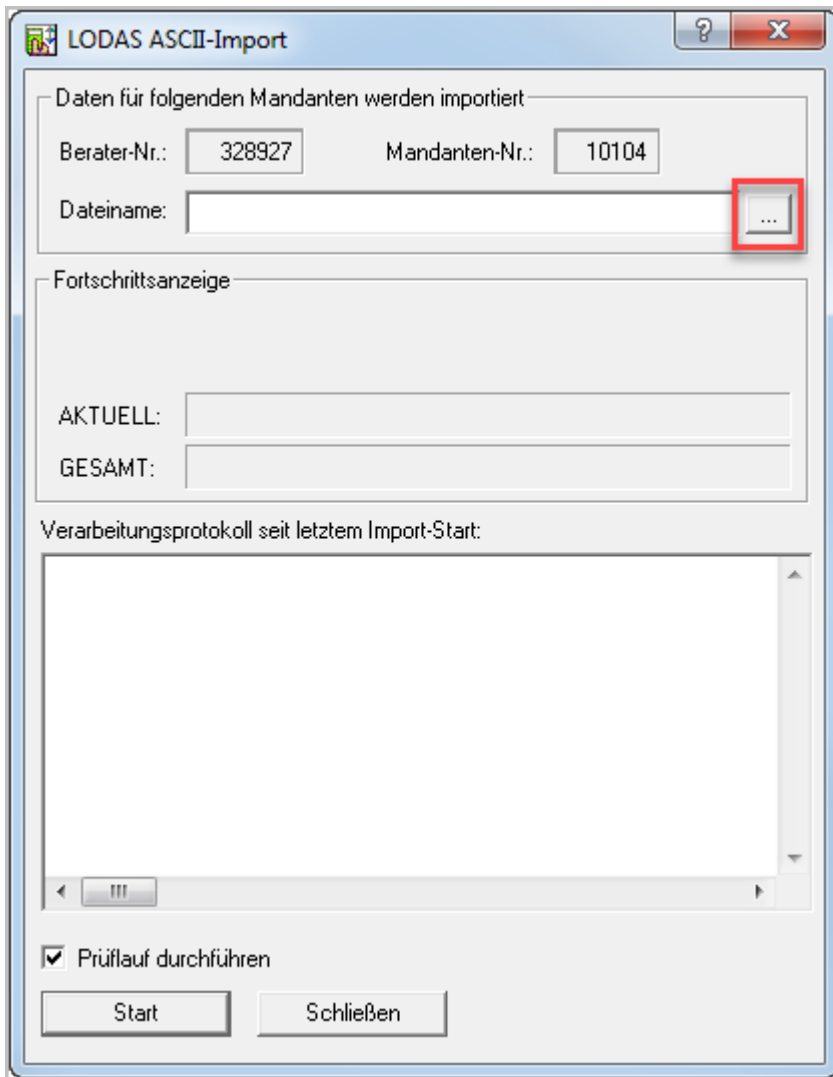 LODAS ASCII-Import
Daten für folgenden Mandanten werden importiert
Berater-Nr.: 328927 Mandanten-Nr.: 10104
Dateiname: ...
Fortschrittsanzeige
AKTUELL:
GESAMT:
Verarbeitungsprotokoll seit letztem Import-Start:
Prüflauf durchführen
Start Schließen